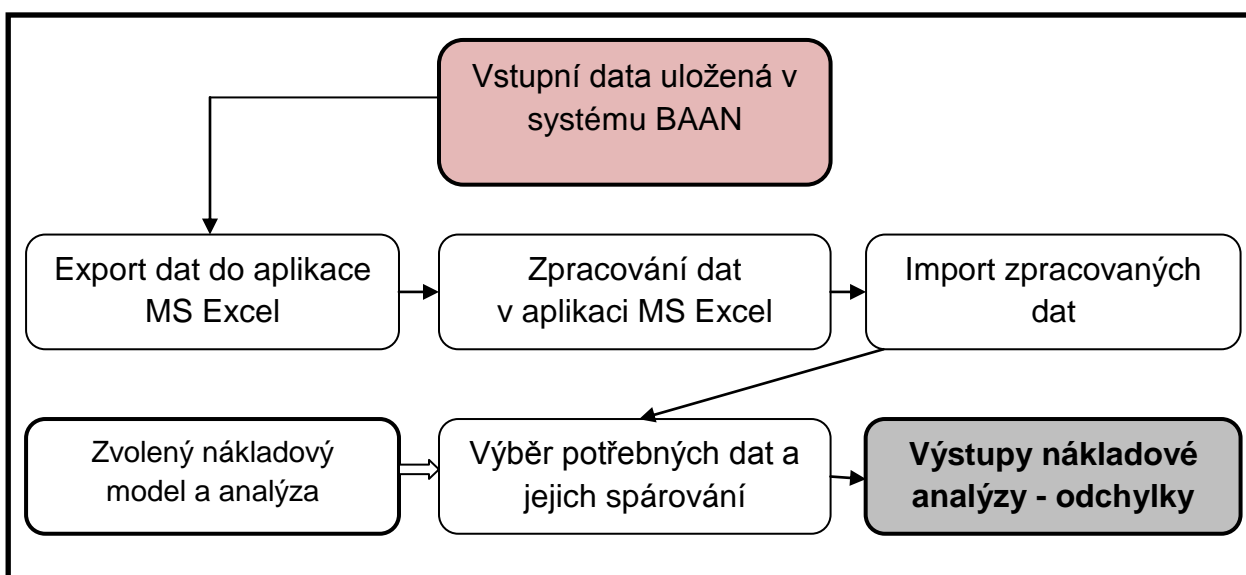 Vstupní data uložená v
systému BAAN
Export dat do aplikace
MS Excel
Zpracování dat
v aplikaci MS Excel
Import zpracovaných
dat
Zvolený nákladový
model a analýza
Výběr potřebných dat a
jejich spárování
Výstupy nákladové
analýzy - odchylky